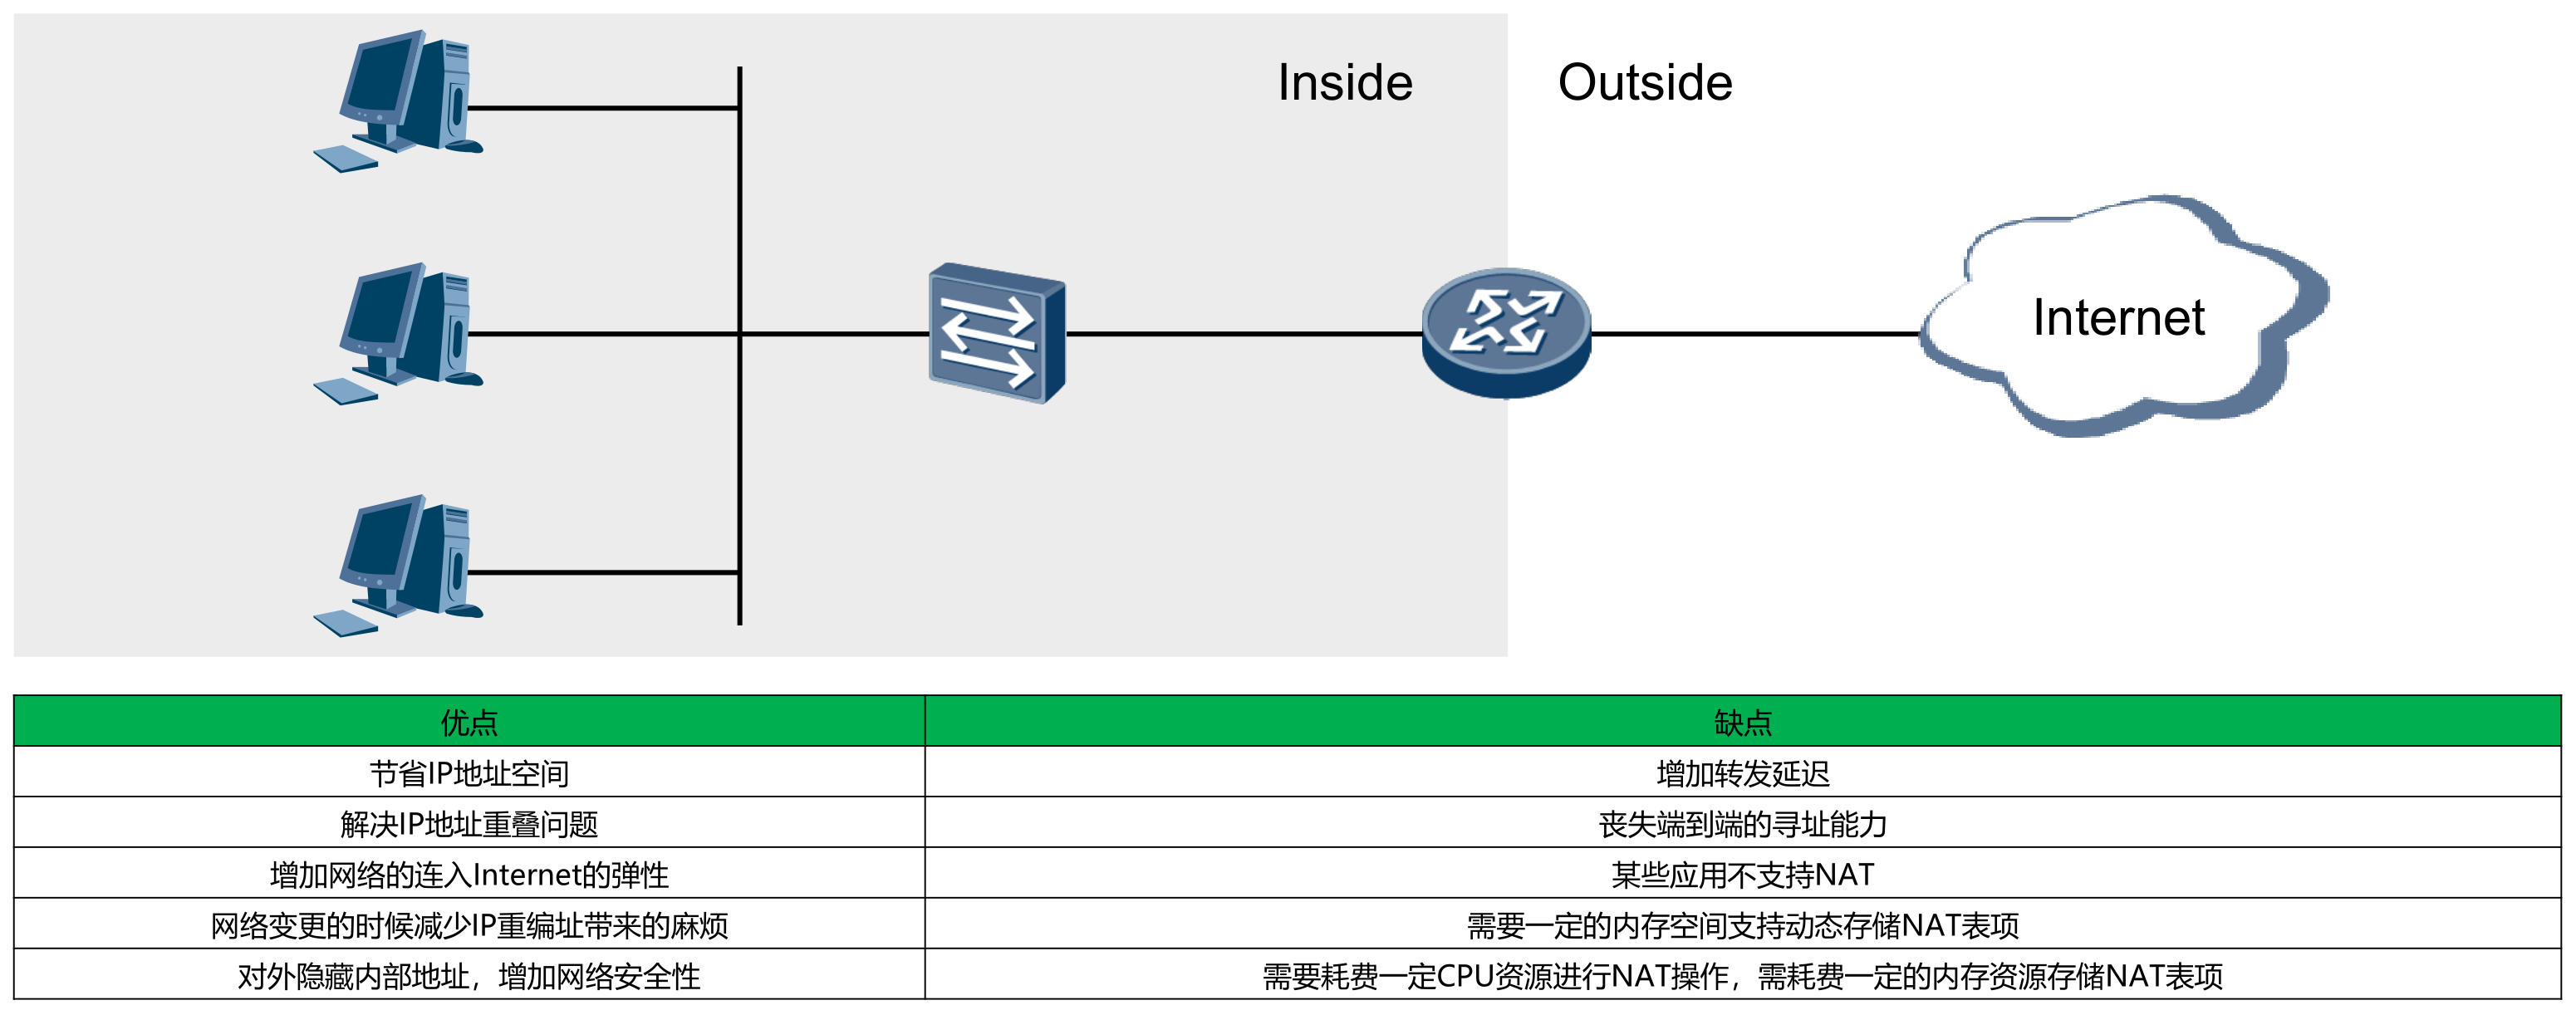 Inside
Outside
Internet
优点
缺点
节省IP地址空间
增加转发延迟
解决IP地址重叠问题
丧失端到端的寻址能力
增加网络的连入Internet的弹性
某些应用不支持NAT
网络变更的时候减少IP重编址带来的麻烦
需要一定的内存空间支持动态存储NAT表项
对外隐藏内部地址，增加网络安全性
需要耗费一定CPU资源进行NAT操作，需耗费一定的内存资源存储NAT表项